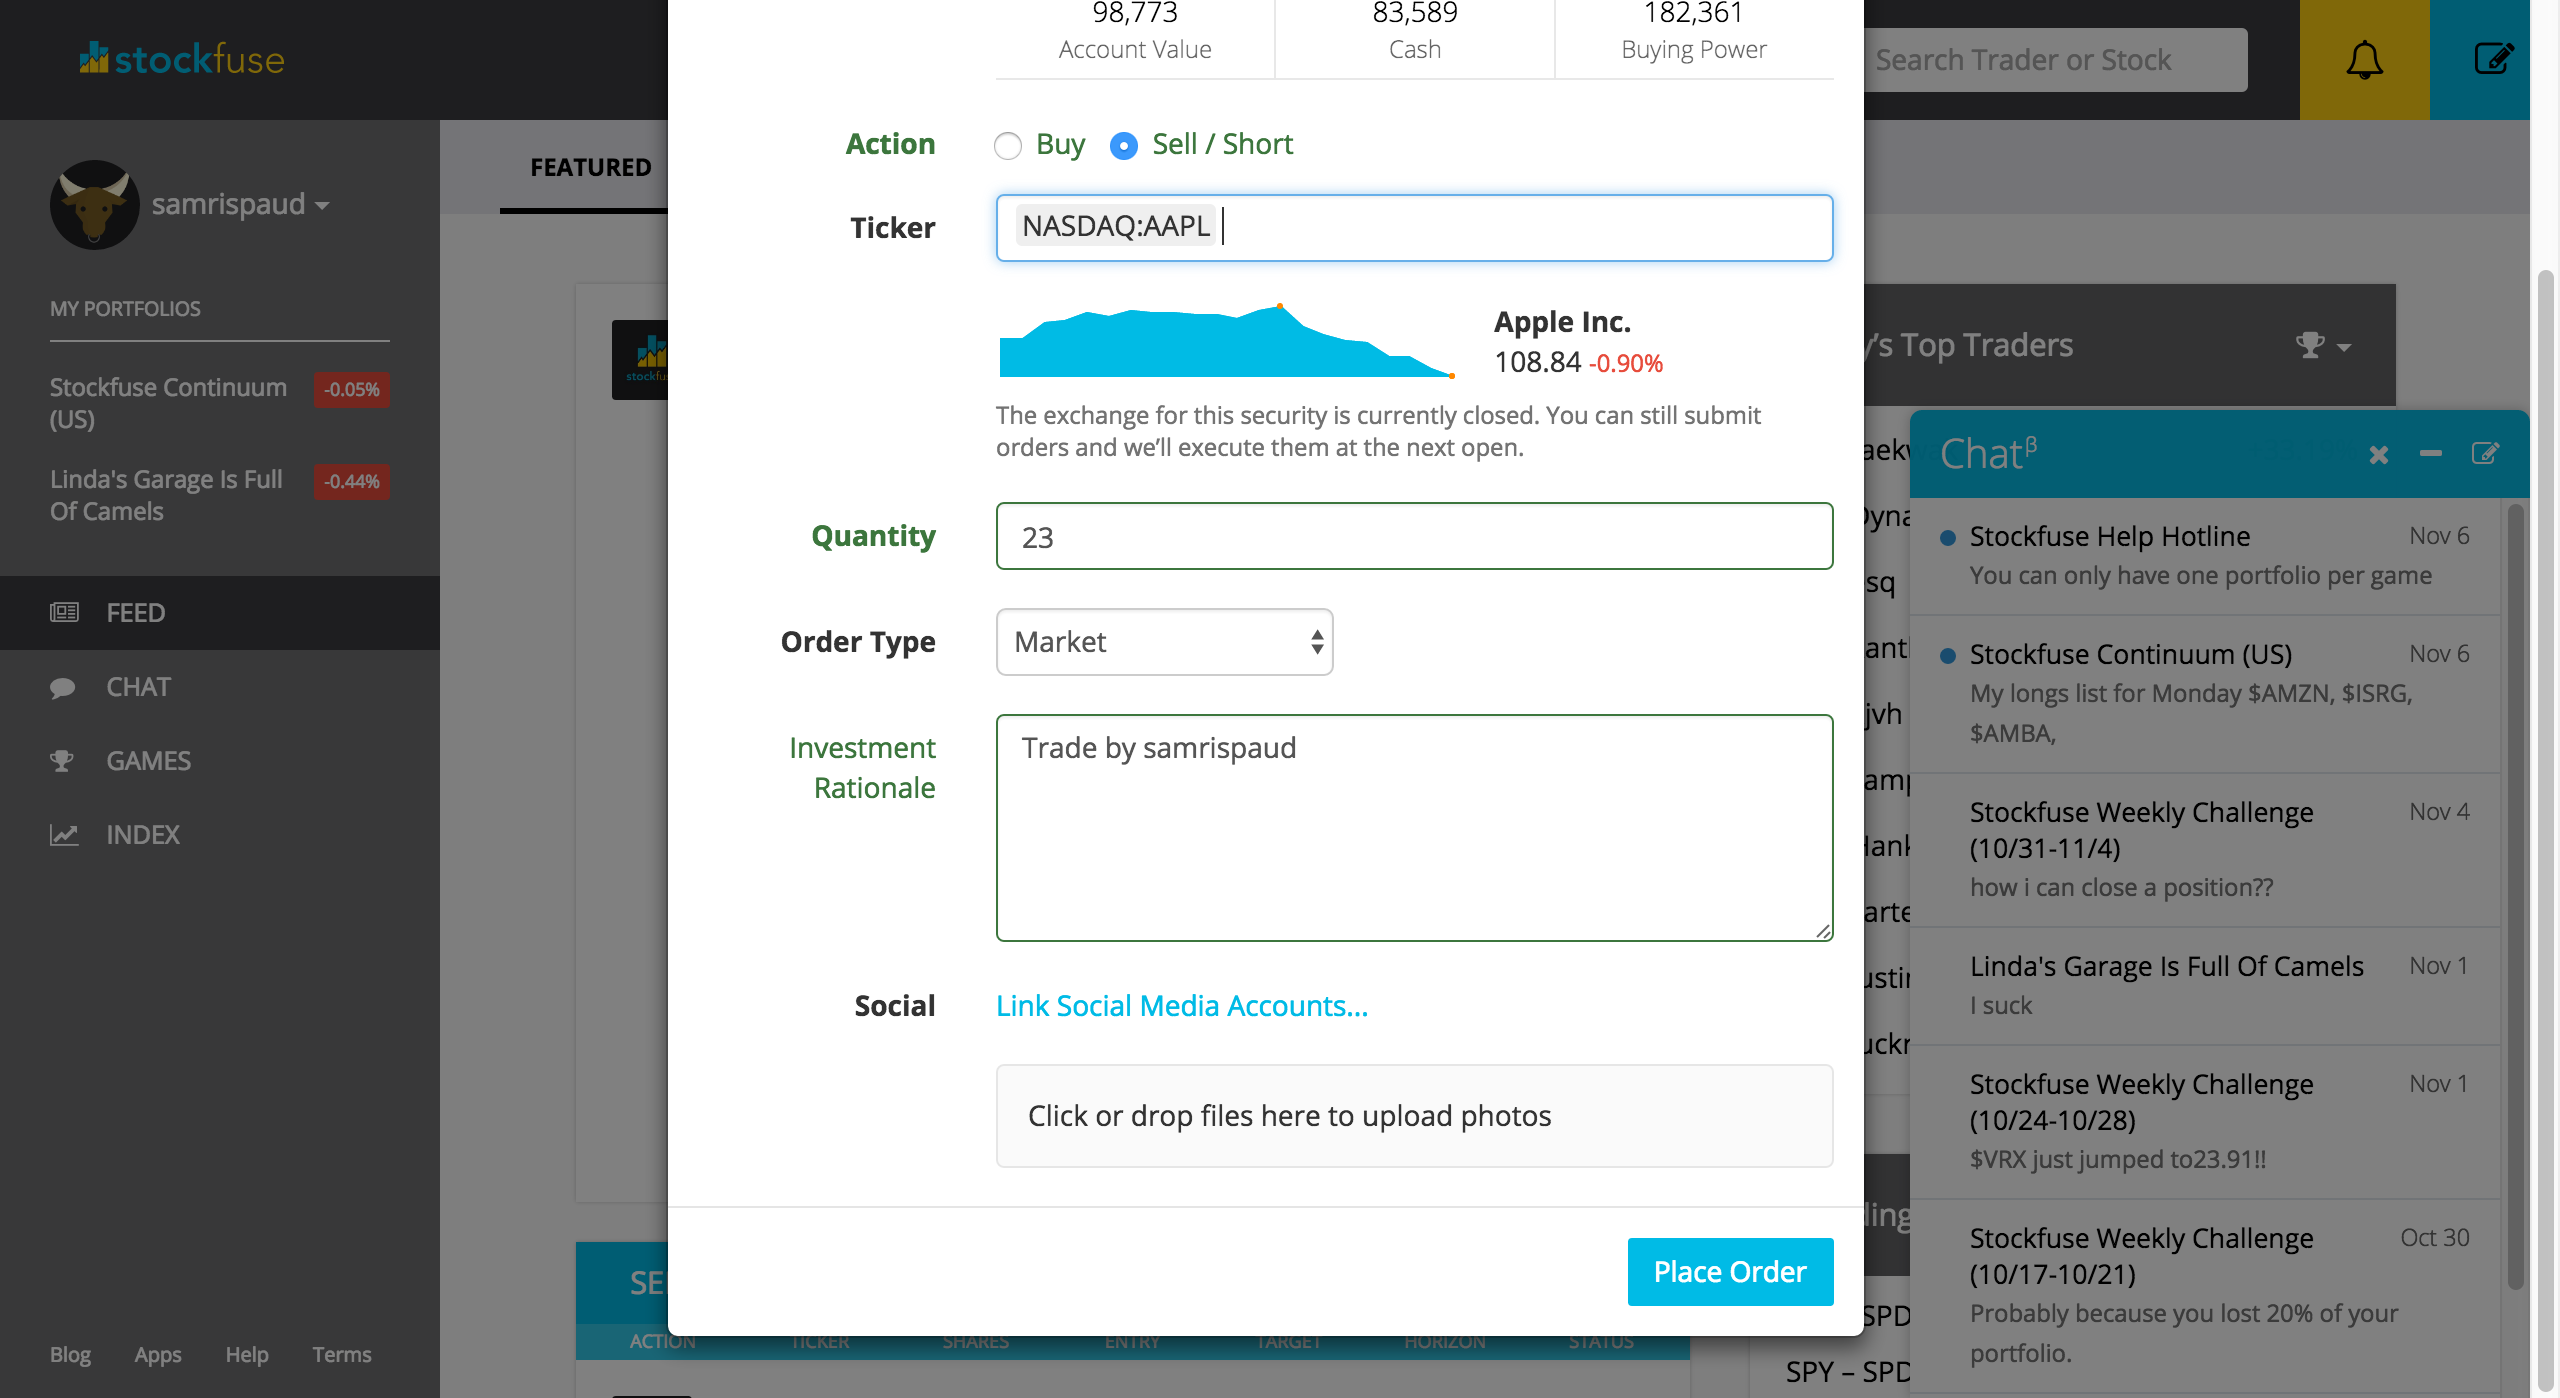 stockfuse
Search Trader or Stock
samrispaud
MY PORTFOLIOS
Stockfuse Continuum
(US)
-0.05%
Linda's Garage Is Full
Of Camels
-0.44%
FEED
CHAT
GAMES
INDEX
Blog Apps Help Terms
FEATURED
98,773
Account Value
83,589
Cash
182,361
Buying Power
Action
Buy
Sell / Short
Ticker
NASDAQ:AAPL
Apple Inc.
108.84 -0.90%
The exchange for this security is currently closed. You can still submit
orders and we'll execute them at the next open.
Quantity
23
Order Type
Market
Investment
Rationale
Trade by samrispaud
Social
Link Social Media Accounts...
Click or drop files here to upload photos
Place Order
ACTION TICKER SHARES ENTRY TARGET HORIZON STATUS
y's Top Traders
SPY – SPD
Chatβ
Stockfuse Help Hotline
Nov 6
You can only have one portfolio per game
Stockfuse Continuum (US)
Nov 6
My longs list for Monday $AMZN, $ISRG,
$AMBA,
Stockfuse Weekly Challenge
(10/31-11/4)
Nov 4
how i can close a position??
Linda's Garage Is Full Of Camels
Nov 1
I suck
Stockfuse Weekly Challenge
(10/24-10/28)
Nov 1
$VRX just jumped to23.91!!
Stockfuse Weekly Challenge
(10/17-10/21)
Oct 30
Probably because you lost 20% of your
portfolio.